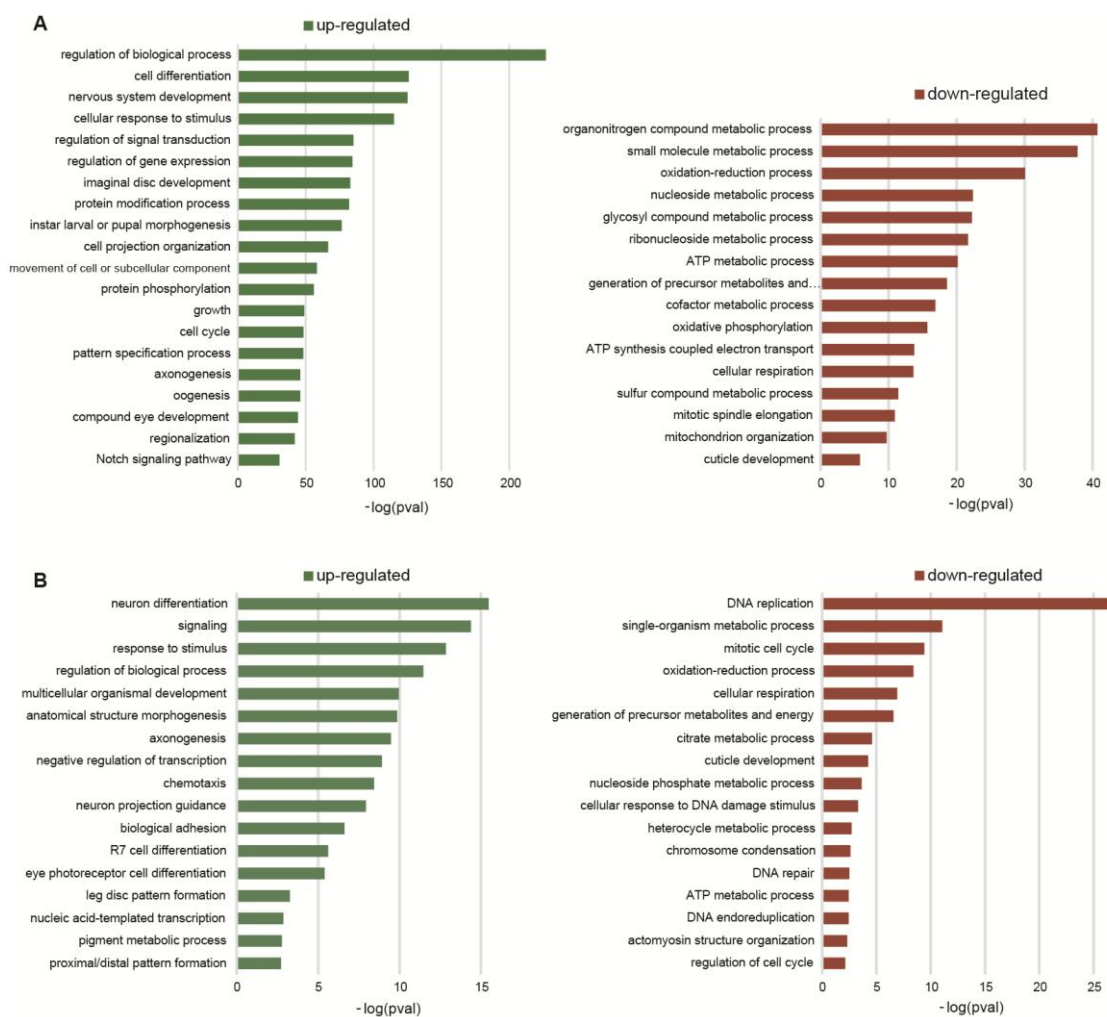 A
up-regulated
regulation of biological process
cell differentiation
nervous system development
cellular response to stimulus
regulation of signal transduction
regulation of gene expression
imaginal disc development
protein modification process
instar larval or pupal morphogenesis
cell projection organization
movement of cell or subcellular component
protein phosphorylation
growth
cell cycle
pattern specification process
axonogenesis
oogenesis
compound eye development
regionalization
Notch signaling pathway
0 50 100 150 200
-log(pval)
down-regulated
organonitrogen compound metabolic process
small molecule metabolic process
oxidation-reduction process
nucleoside metabolic process
glycosyl compound metabolic process
ribonucleoside metabolic process
ATP metabolic process
generation of precursor metabolites and…
cofactor metabolic process
oxidative phosphorylation
ATP synthesis coupled electron transport
cellular respiration
sulfur compound metabolic process
mitotic spindle elongation
mitochondrion organization
cuticle development
0 10 20 30 40
-log(pval)
B
up-regulated
neuron differentiation
signaling
response to stimulus
regulation of biological process
multicellular organismal development
anatomical structure morphogenesis
axonogenesis
negative regulation of transcription
chemotaxis
neuron projection guidance
biological adhesion
R7 cell differentiation
eye photoreceptor cell differentiation
leg disc pattern formation
nucleic acid-templated transcription
pigment metabolic process
proximal/distal pattern formation
0 5 10 15
-log(pval)
down-regulated
DNA replication
single-organism metabolic process
mitotic cell cycle
oxidation-reduction process
cellular respiration
generation of precursor metabolites and energy
citrate metabolic process
cuticle development
nucleoside phosphate metabolic process
cellular response to DNA damage stimulus
heterocycle metabolic process
chromosome condensation
DNA repair
ATP metabolic process
DNA endoreduplication
actomyosin structure organization
regulation of cell cycle
0 5 10 15 20 25
-log(pval)